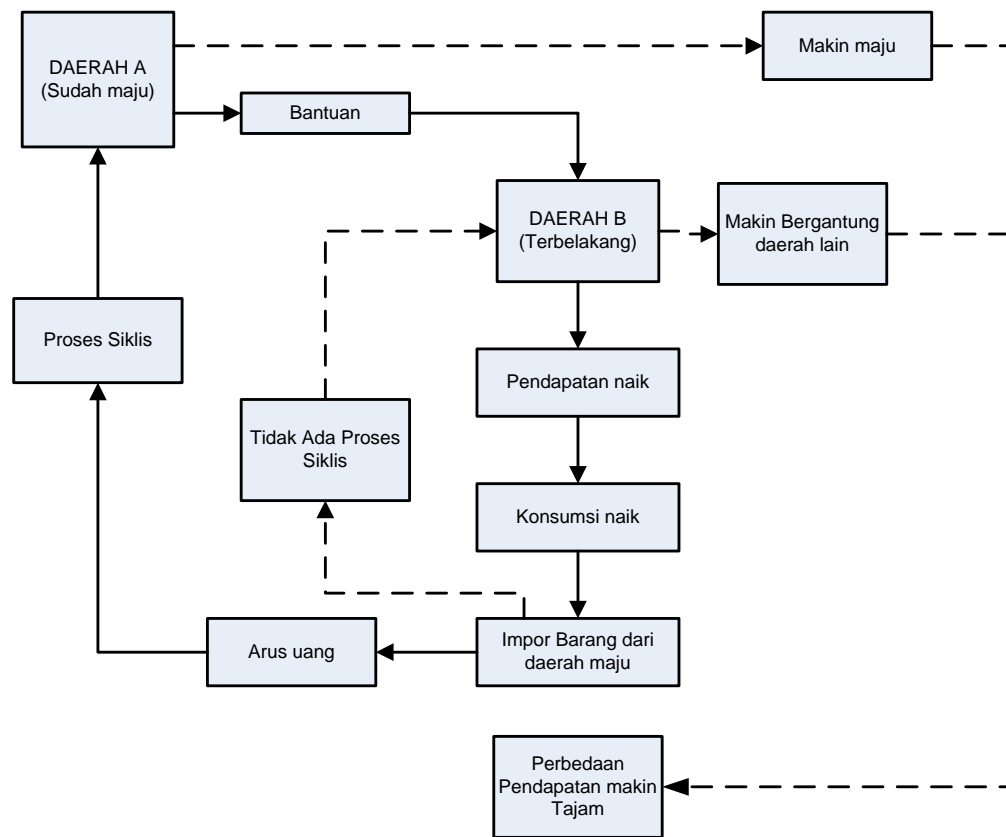 DAERAH A
(Sudah maju)
Makin maju
Bantuan
DAERAH B
(Terbelakang)
Makin Bergantung
daerah lain
Proses Siklis
Pendapatan naik
Tidak Ada Proses
Siklis
Konsumsi naik
Arus uang
Impor Barang dari
daerah maju
Perbedaan
Pendapatan makin
Tajam